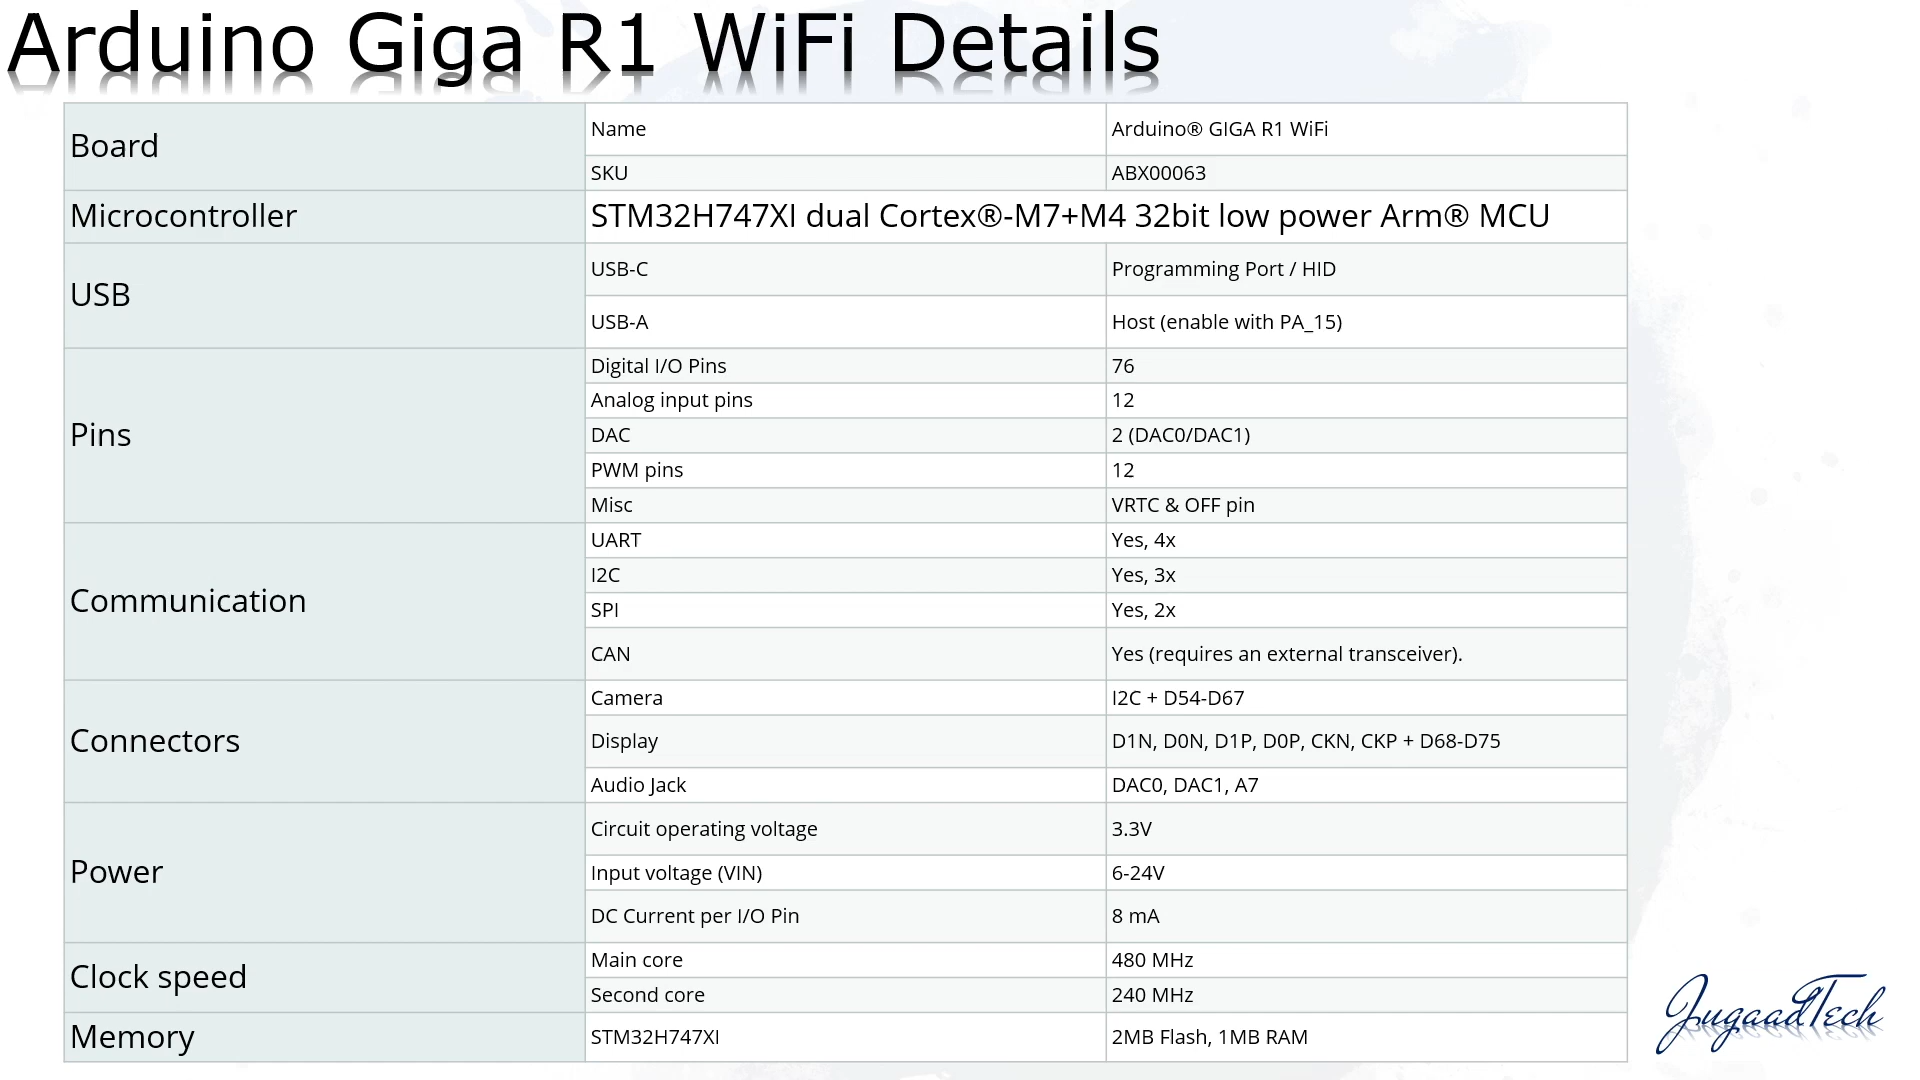 Arduino Giga R1 WiFi Details
Board
Name
Arduino® GIGA R1 WiFi
SKU
ABX00063
Microcontroller
STM32H747XI dual Cortex®-M7+M4 32bit low power Arm® MCU
USB
USB-C
Programming Port / HID
USB-A
Host (enable with PA_15)
Pins
Digital I/O Pins
76
Analog input pins
12
DAC
2 (DAC0/DAC1)
PWM pins
12
Misc
VRTC & OFF pin
Communication
UART
Yes, 4x
I2C
Yes, 3x
SPI
Yes, 2x
CAN
Yes (requires an external transceiver).
Connectors
Camera
I2C + D54-D67
Display
D1N, D0N, D1P, D0P, CKN, CKP + D68-D75
Audio Jack
DAC0, DAC1, A7
Power
Circuit operating voltage
3.3V
Input voltage (VIN)
6-24V
DC Current per I/O Pin
8 mA
Clock speed
Main core
480 MHz
Second core
240 MHz
Memory
STM32H747XI
2MB Flash, 1MB RAM
JugaadTech